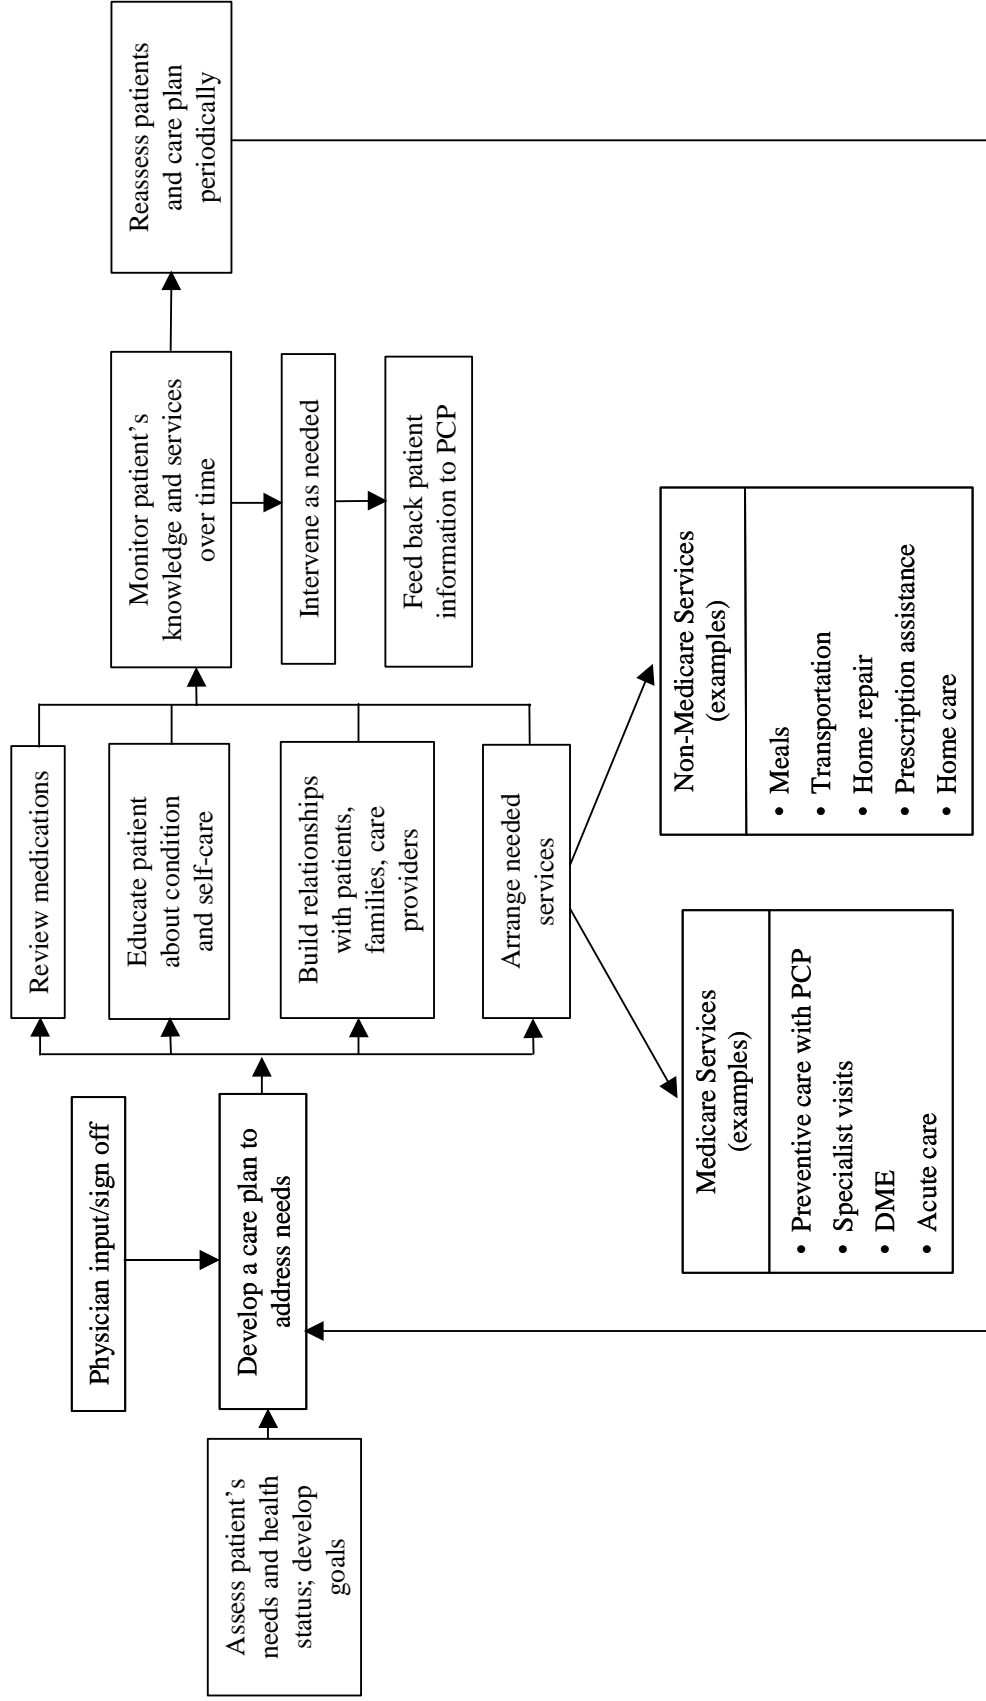 Assess patient's
needs and health
status; develop
goals
Physician input/sign off
Develop a care plan to
address needs
Review medications
Educate patient
about condition
and self-care
Build relationships
with patients,
families, care
providers
Arrange needed
services
Medicare Services
(examples)
• Preventive care with PCP
• Specialist visits
• DME
• Acute care
Non-Medicare Services
(examples)
• Meals
• Transportation
• Home repair
• Prescription assistance
• Home care
Monitor patient's
knowledge and services
over time
Intervene as needed
Feed back patient
information to PCP
Reassess patients
and care plan
periodically